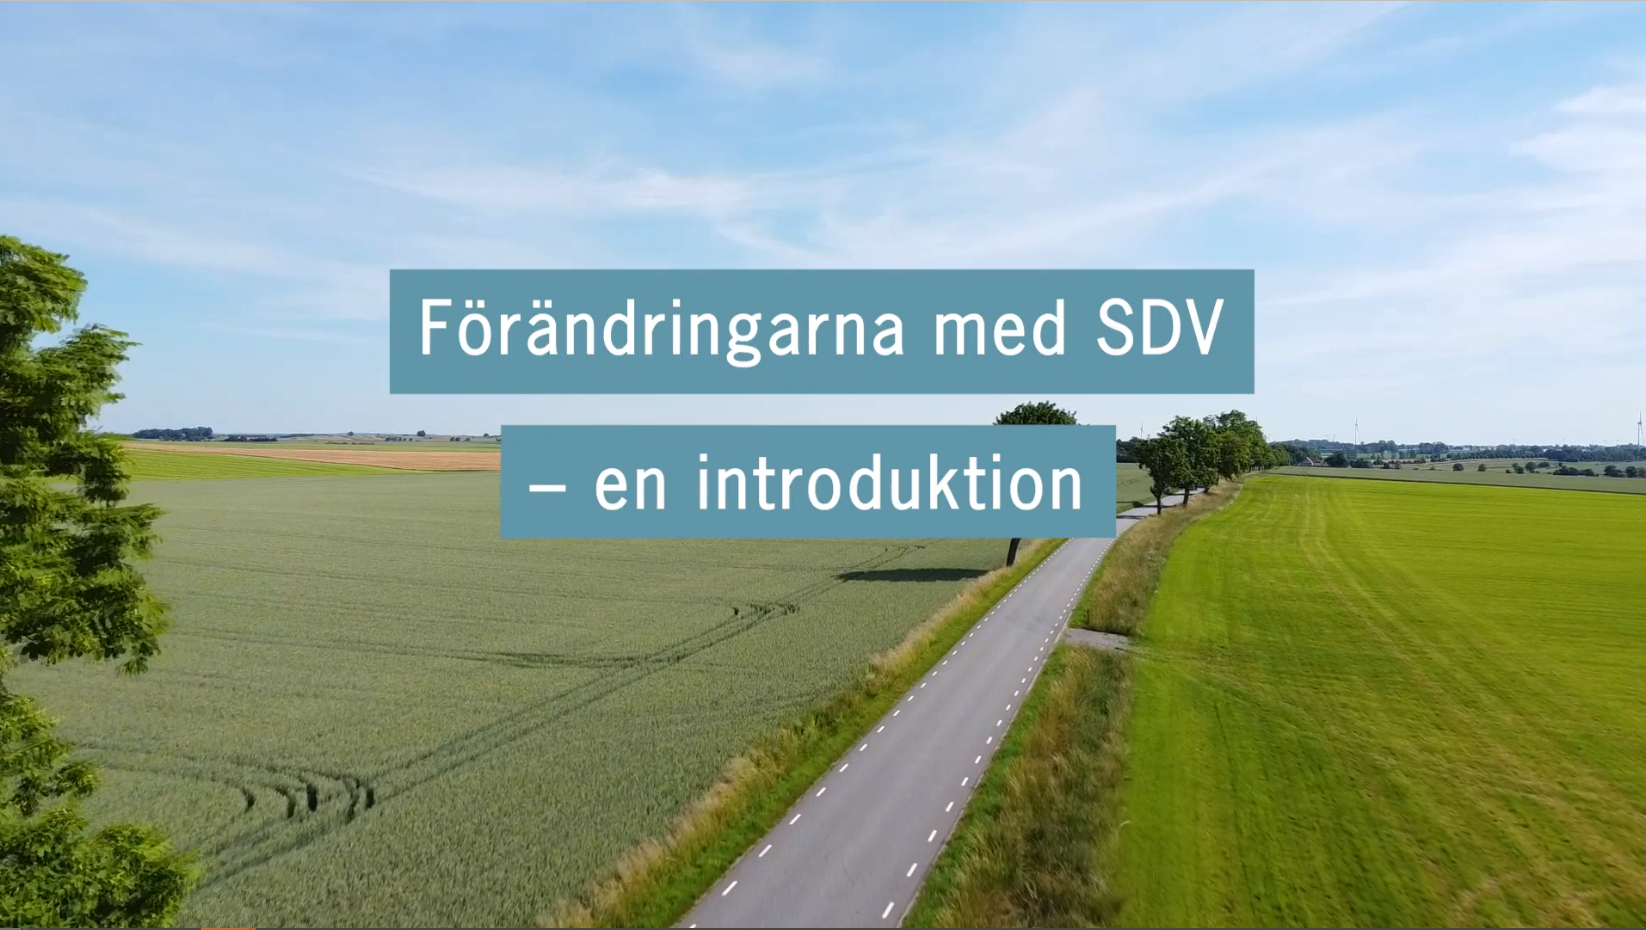 Förändringarna med SDV
– en introduktion